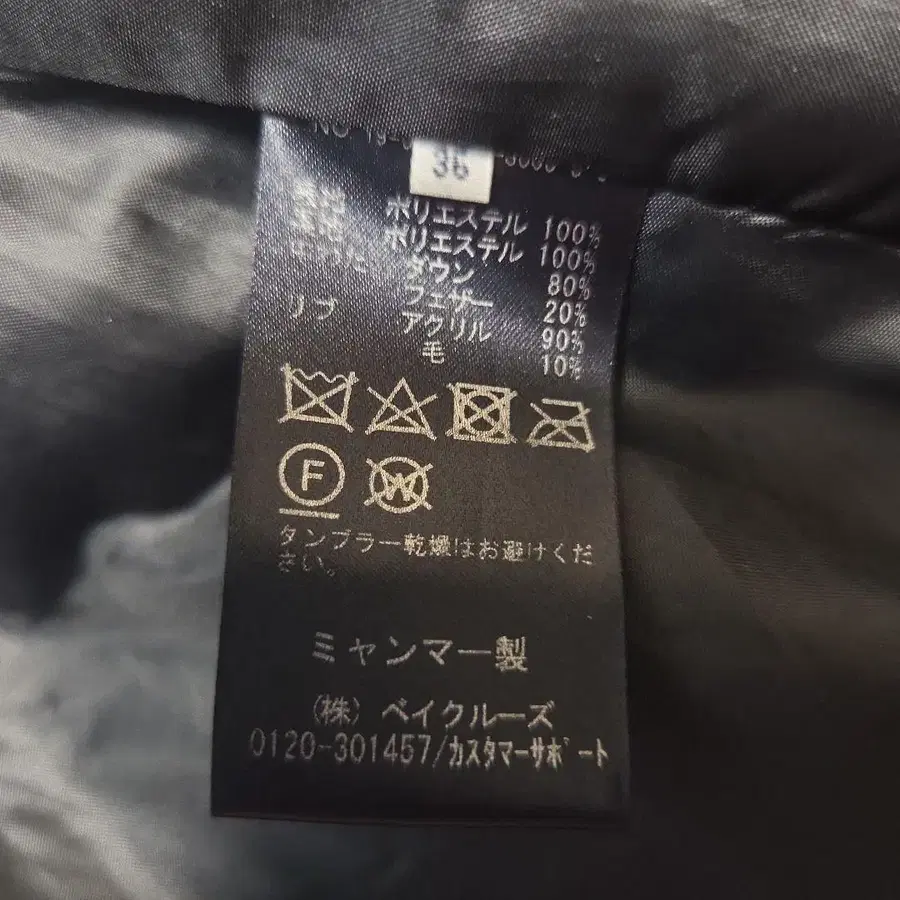 36
ポリエステル 100%
ポリエステル 100%
ダウン 80%
フェザー 20%
リブ アクリル 90%
毛 10%
F
W
タンブラー乾燥はお避けくだ
さい。
ミャンマー製
(株) ベイクルーズ
0120-301457/カスタマーサポート